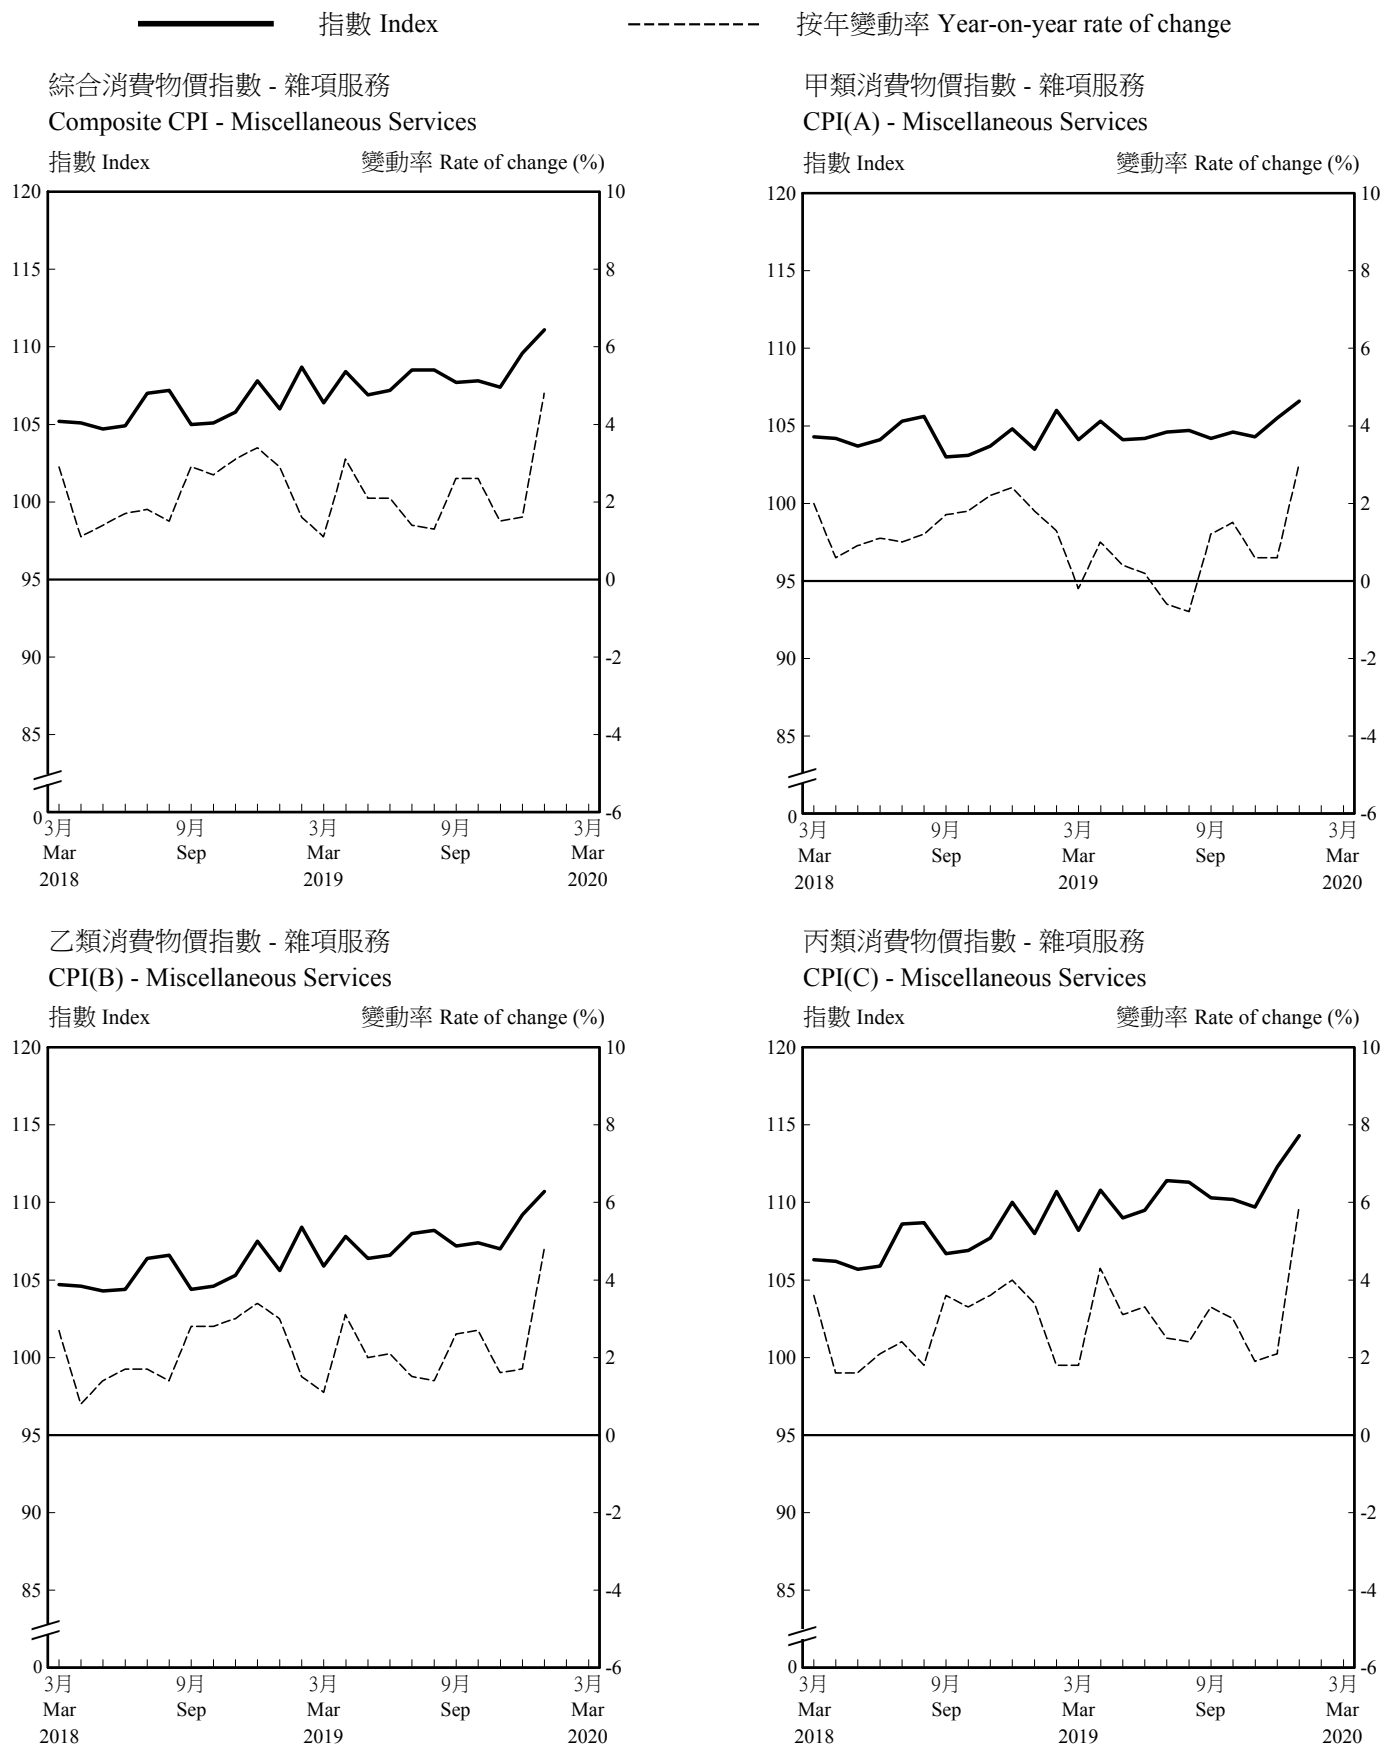 指數 Index
按年變動率 Year-on-year rate of change
綜合消費物價指數 - 雜項服務
Composite CPI - Miscellaneous Services
指數 Index
變動率 Rate of change (%)
120
115
110
105
100
95
90
85
0
10
8
6
4
2
0
-2
-4
-6
3月 9月 3月 9月 3月
Mar Sep Mar Sep Mar
2018 2019 2020
甲類消費物價指數 - 雜項服務
CPI(A) - Miscellaneous Services
指數 Index
變動率 Rate of change (%)
120
115
110
105
100
95
90
85
0
10
8
6
4
2
0
-2
-4
-6
3月 9月 3月 9月 3月
Mar Sep Mar Sep Mar
2018 2019 2020
乙類消費物價指數 - 雜項服務
CPI(B) - Miscellaneous Services
指數 Index
變動率 Rate of change (%)
120
115
110
105
100
95
90
85
0
10
8
6
4
2
0
-2
-4
-6
3月 9月 3月 9月 3月
Mar Sep Mar Sep Mar
2018 2019 2020
丙類消費物價指數 - 雜項服務
CPI(C) - Miscellaneous Services
指數 Index
變動率 Rate of change (%)
120
115
110
105
100
95
90
85
0
10
8
6
4
2
0
-2
-4
-6
3月 9月 3月 9月 3月
Mar Sep Mar Sep Mar
2018 2019 2020